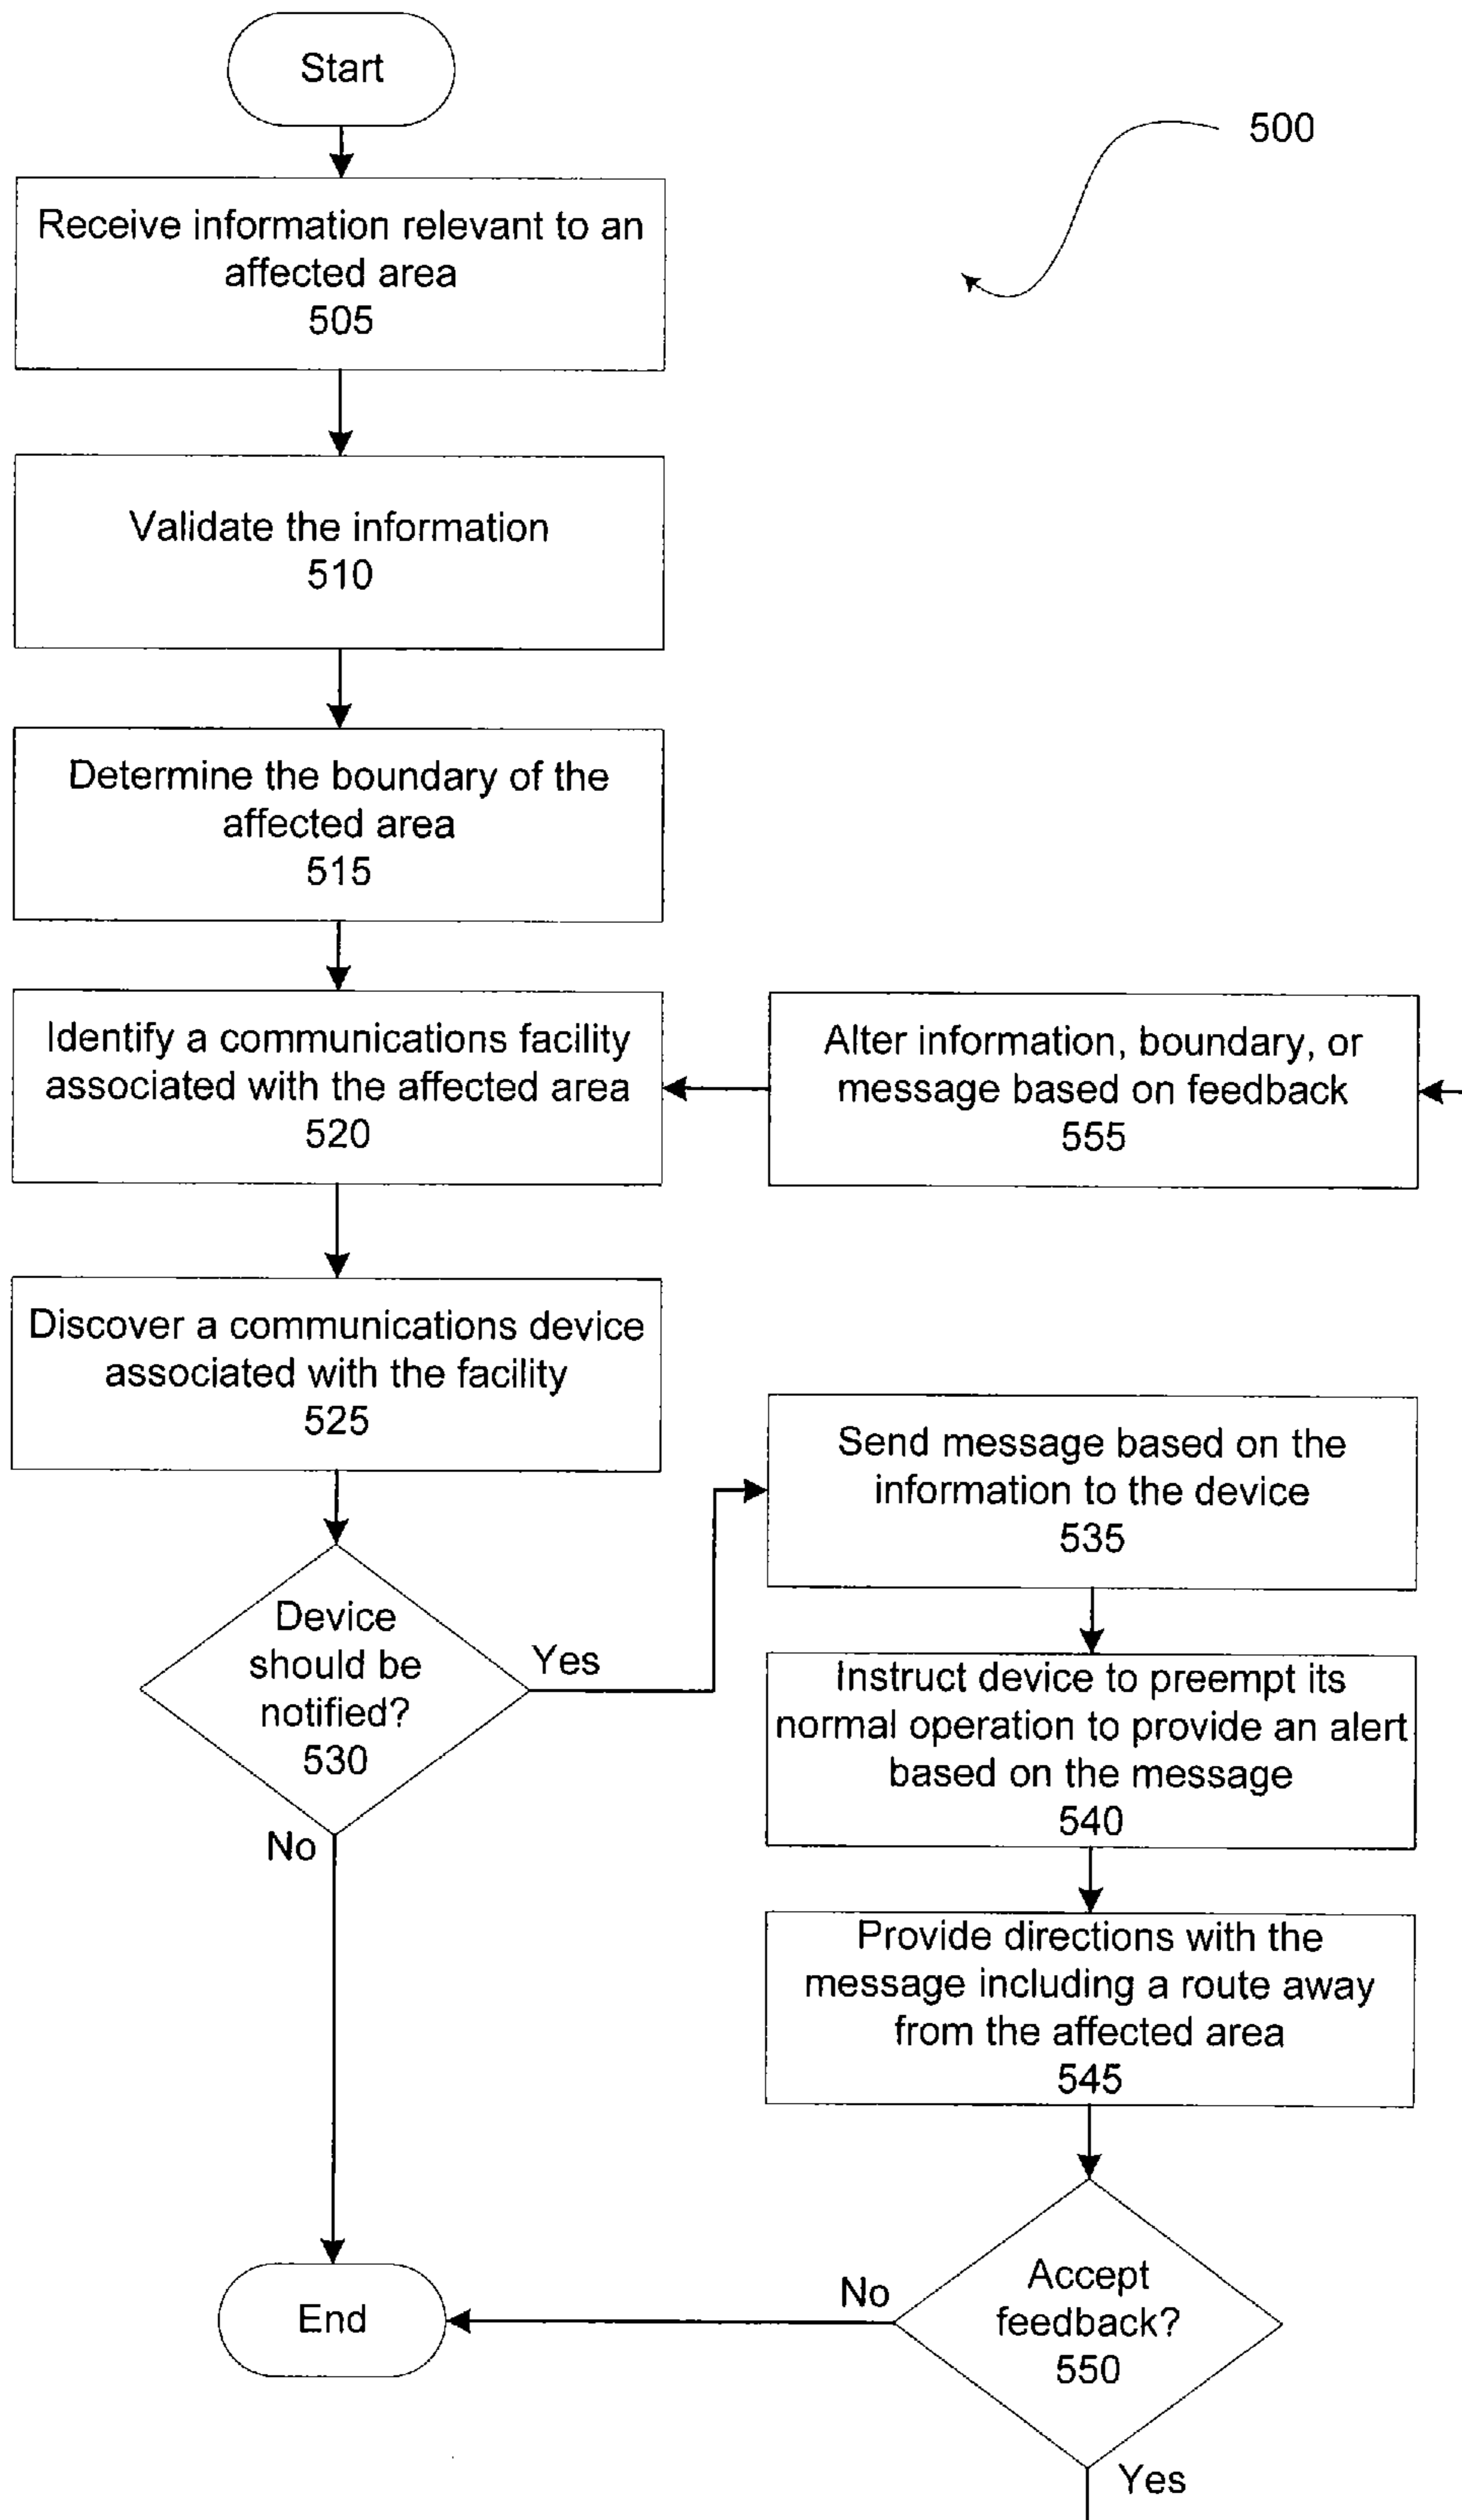 Start
500
Receive information relevant to an
affected area
505
Validate the information
510
Determine the boundary of the
affected area
515
Identify a communications facility
associated with the affected area
520
Alter information, boundary, or
message based on feedback
555
Discover a communications device
associated with the facility
525
Send message based on the
information to the device
535
Device
should be
notified?
530
Yes
No
Instruct device to preempt its
normal operation to provide an alert
based on the message
540
Provide directions with the
message including a route away
from the affected area
545
Accept
feedback?
550
No
Yes
End